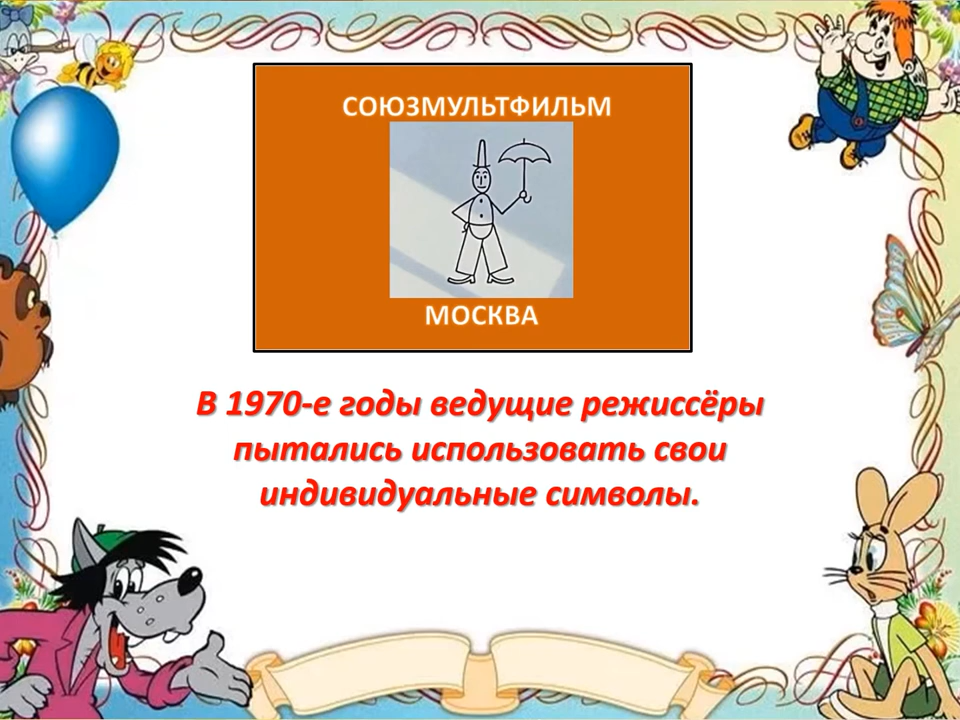 СОЮЗМУЛЬТФИЛЬМ
МОСКВА
В 1970-е годы ведущие режиссёры
пытались использовать свои
индивидуальные символы.